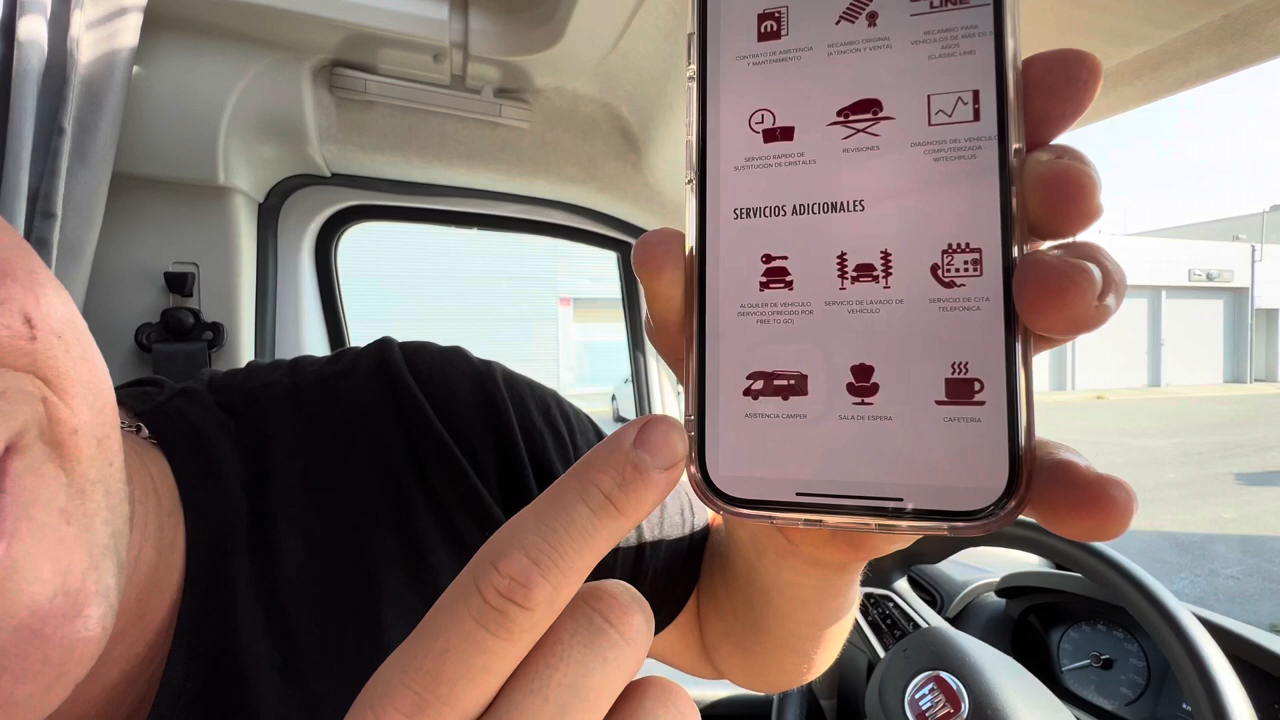 LINE
CONTRATO DE ASISTENCIA
Y MANTENIMIENTO
RECAMBIO ORIGINAL
(ATENCIÓN Y VENTA)
RECAMBIO PARA
VEHÍCULOS DE MÁS DE 5
AÑOS
(CLASSIC LINE)
SERVICIO RÁPIDO DE
SUSTITUCIÓN DE CRISTALES
REVISIONES
DIAGNOSIS DEL VEHÍCULO
COMPUTERIZADA
WITECHPLUS
SERVICIOS ADICIONALES
2
ALQUILER DE VEHÍCULO
(SERVICIO OFRECIDO POR
FREE TO GO)
SERVICIO DE LAVADO DE
VEHÍCULO
SERVICIO DE CITA
TELEFÓNICA
ASISTENCIA CAMPER
SALA DE ESPERA
CAFETERÍA
FIAT